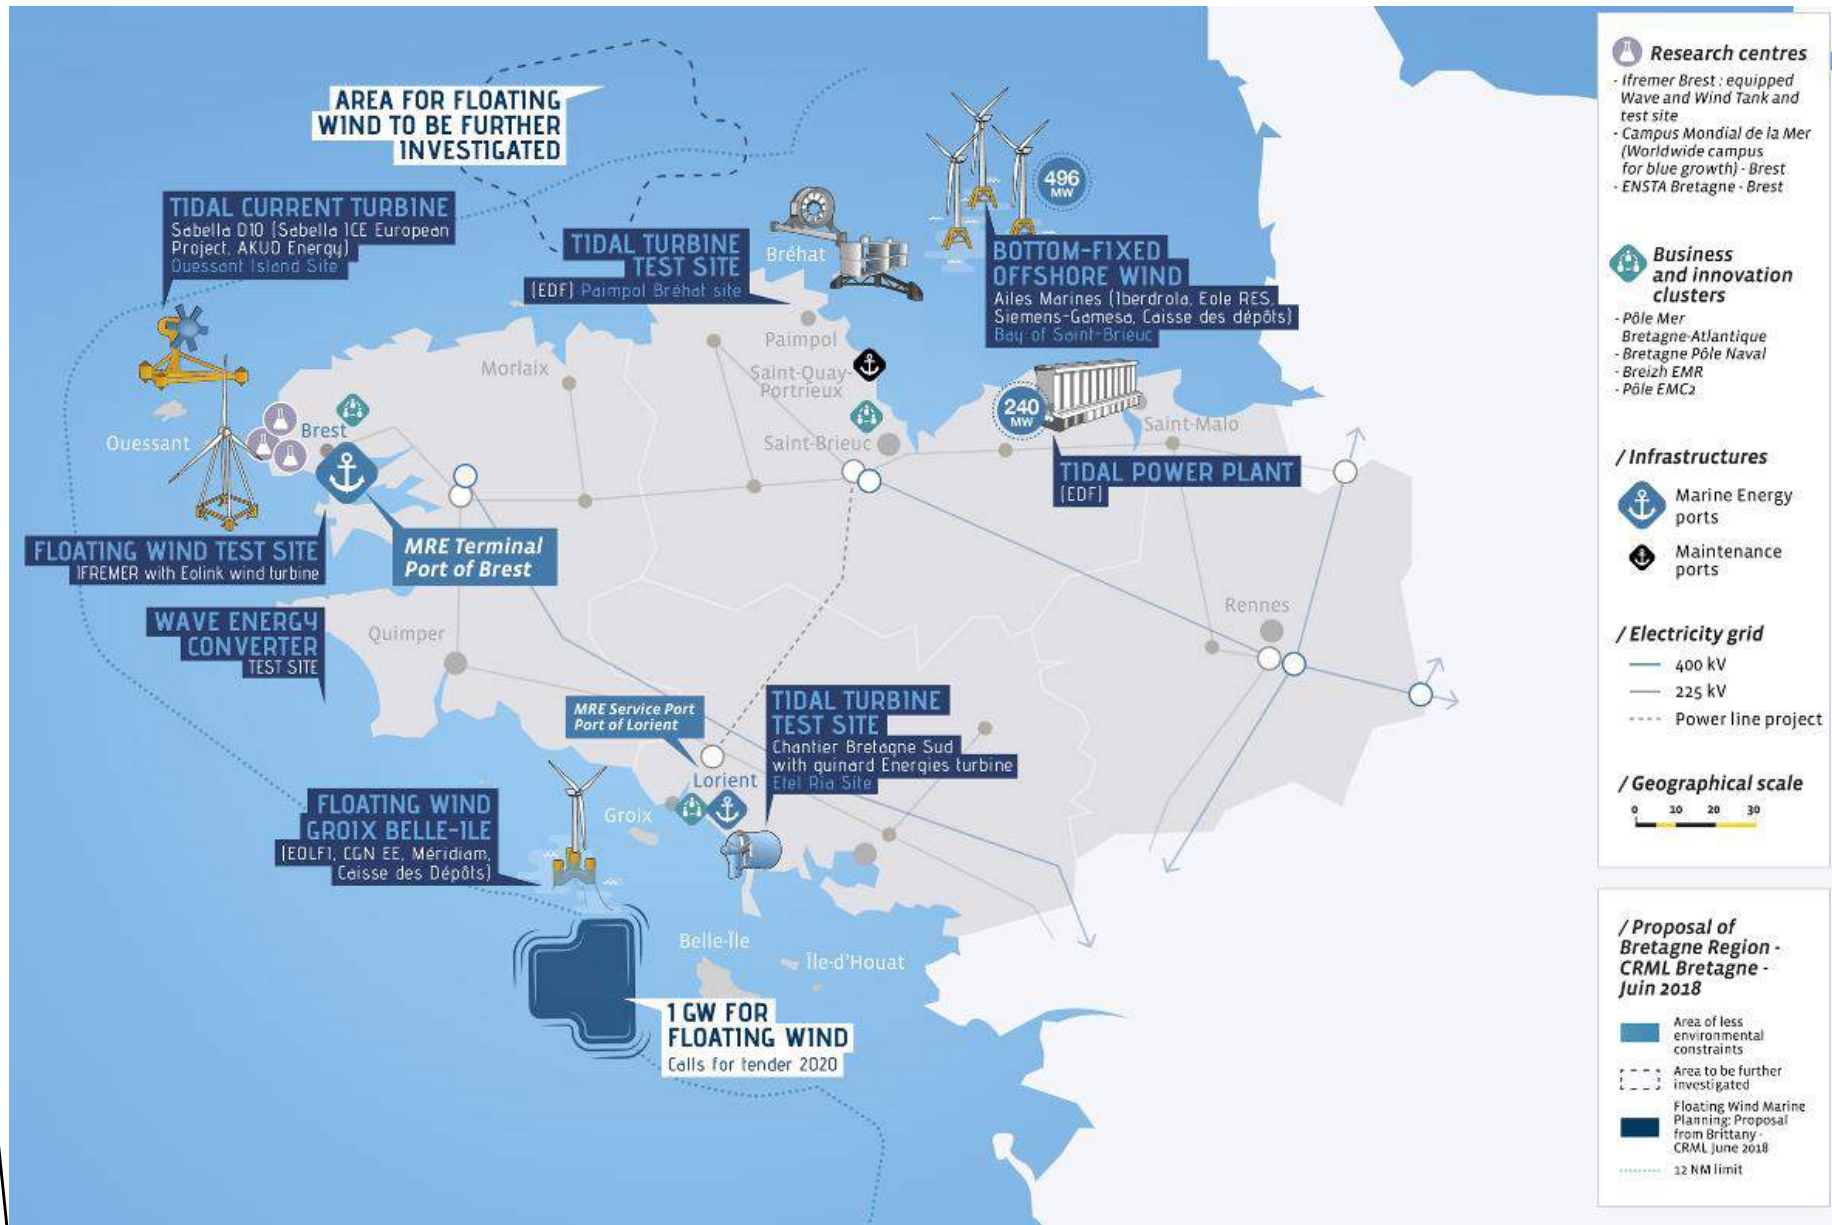 AREA FOR FLOATING
WIND TO BE FURTHER
INVESTIGATED
TIDAL CURRENT TURBINE
Sabella D10 (Sabella ICE European
Project, AKUO Energy)
Ouessant Island Site
TIDAL TURBINE
TEST SITE
(EDF) Paimpol Bréhat site
Bréhat
496
MW
BOTTOM-FIXED
OFFSHORE WIND
Ailes Marines (Iberdrola, Eole RES,
Siemens-Gamesa, Caisse des dépôts)
Bay of Saint-Brieuc
Paimpol
Morlaix
Saint-Quay-
Portrieux
240
MW
Saint-Malo
Ouessant
Brest
Saint-Brieuc
TIDAL POWER PLANT
(EDF)
FLOATING WIND TEST SITE
IFREMER with Eolink wind turbine
MRE Terminal
Port of Brest
WAVE ENERGY
CONVERTER
TEST SITE
Quimper
Rennes
MRE Service Port
Port of Lorient
TIDAL TURBINE
TEST SITE
Chantier Bretagne Sud
with guinard Energies turbine
Etel Ria Site
Lorient
Groix
FLOATING WIND
GROIX BELLE-ILE
(EOLFI, CGN EE, Méridiam,
Caisse des Dépôts)
Belle-Île
Île-d'Houat
1 GW FOR
FLOATING WIND
Calls for tender 2020
Research centres
- Ifremer Brest : equipped
Wave and Wind Tank and
test site
- Campus Mondial de la Mer
(Worldwide campus
for blue growth) - Brest
- ENSTA Bretagne - Brest
Business
and innovation
clusters
- Pôle Mer
Bretagne-Atlantique
- Bretagne Pôle Naval
- Breizh EMR
- Pôle EMC2
/ Infrastructures
Marine Energy
ports
Maintenance
ports
/ Electricity grid
400 kV
225 kV
Power line project
/ Geographical scale
0 10 20 30
/ Proposal of
Bretagne Region -
CRML Bretagne -
Juin 2018
Area of less
environmental
constraints
Area to be further
investigated
Floating Wind Marine
Planning: Proposal
from Brittany -
CRML June 2018
12 NM limit